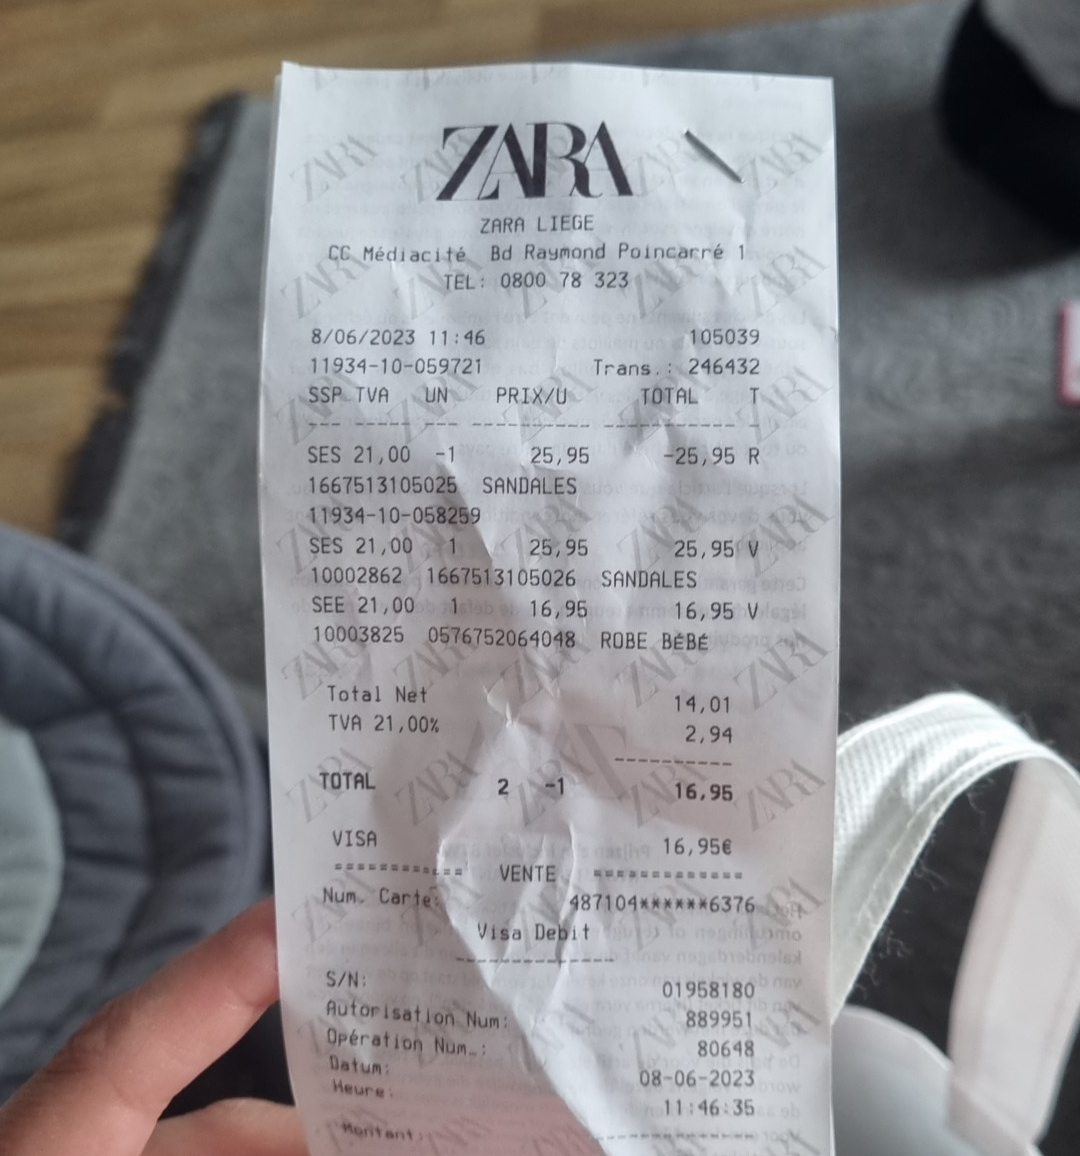 ZARA
ZARA LIEGE
CC Médiacité Bd Raymond Poincarré 1
TEL: 0800 78 323
8/06/2023 11:46 105039
11934-10-059721 Trans.: 246432
SSP TVA UN PRIX/U TOTAL T
--- ----- --- ---------- ----------- -
SES 21,00 -1 25,95 -25,95 R
1667513105025 SANDALES
11934-10-058259
SES 21,00 1 25,95 25,95 V
10002862 1667513105026 SANDALES
SEE 21,00 1 16,95 16,95 V
10003825 0576752064048 ROBE BÉBÉ
Total Net 14,01
TVA 21,00% 2,94
----------
TOTAL 2 -1 16,95
VISA 16,95€
=========== VENTE =============
Num. Carte: 487104******6376
Visa Debit
--------------
S/N: 01958180
Autorisation Num: 889951
Opération Num.: 80648
Datum: 08-06-2023
Heure: 11:46:35
Montant: